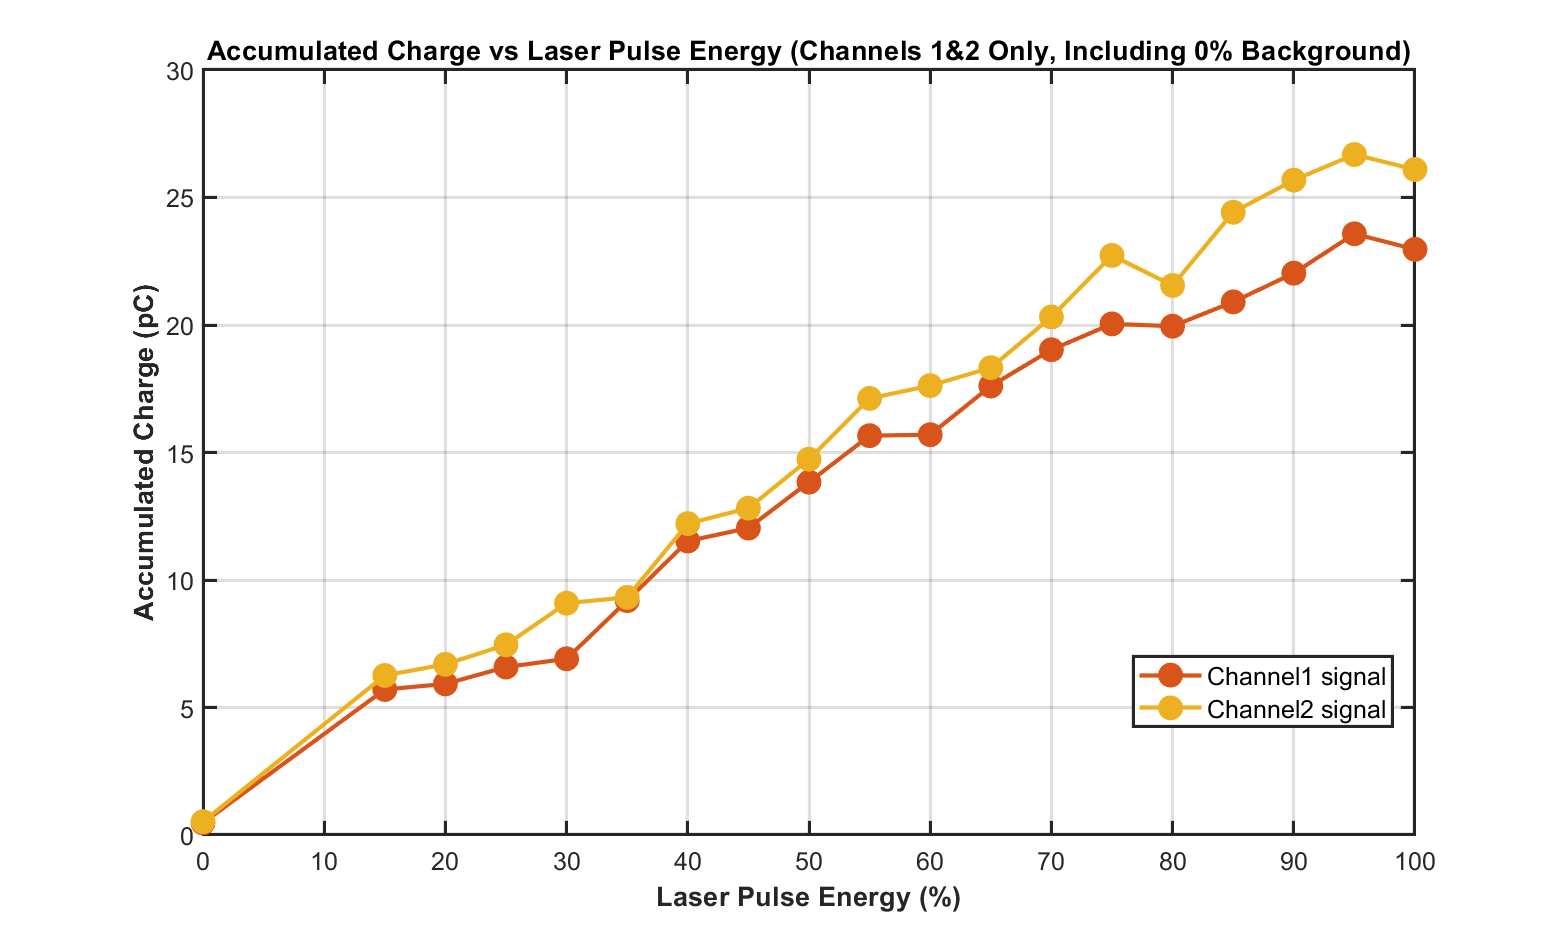 Accumulated Charge vs Laser Pulse Energy (Channels 1&2 Only, Including 0% Background)
30
25
20
15
10
5
0
Accumulated Charge (pC)
Channel1 signal
Channel2 signal
0 10 20 30 40 50 60 70 80 90 100
Laser Pulse Energy (%)